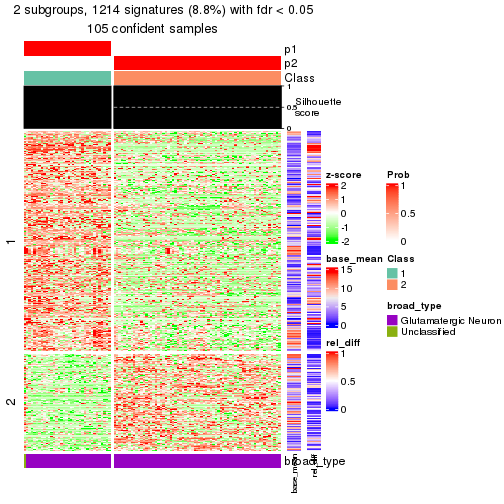 2 subgroups, 1214 signatures (8.8%) with fdr < 0.05
105 confident samples
p1
p2
Class
1
0.5
0
Silhouette
score
1
2
broad_type
base_mean
rel_diff
z-score
2
1
0
-1
-2
base_mean
15
10
5
0
rel_diff
1
0.5
0
Prob
1
0.5
0
Class
1
2
broad_type
Glutamatergic Neuron
Unclassified